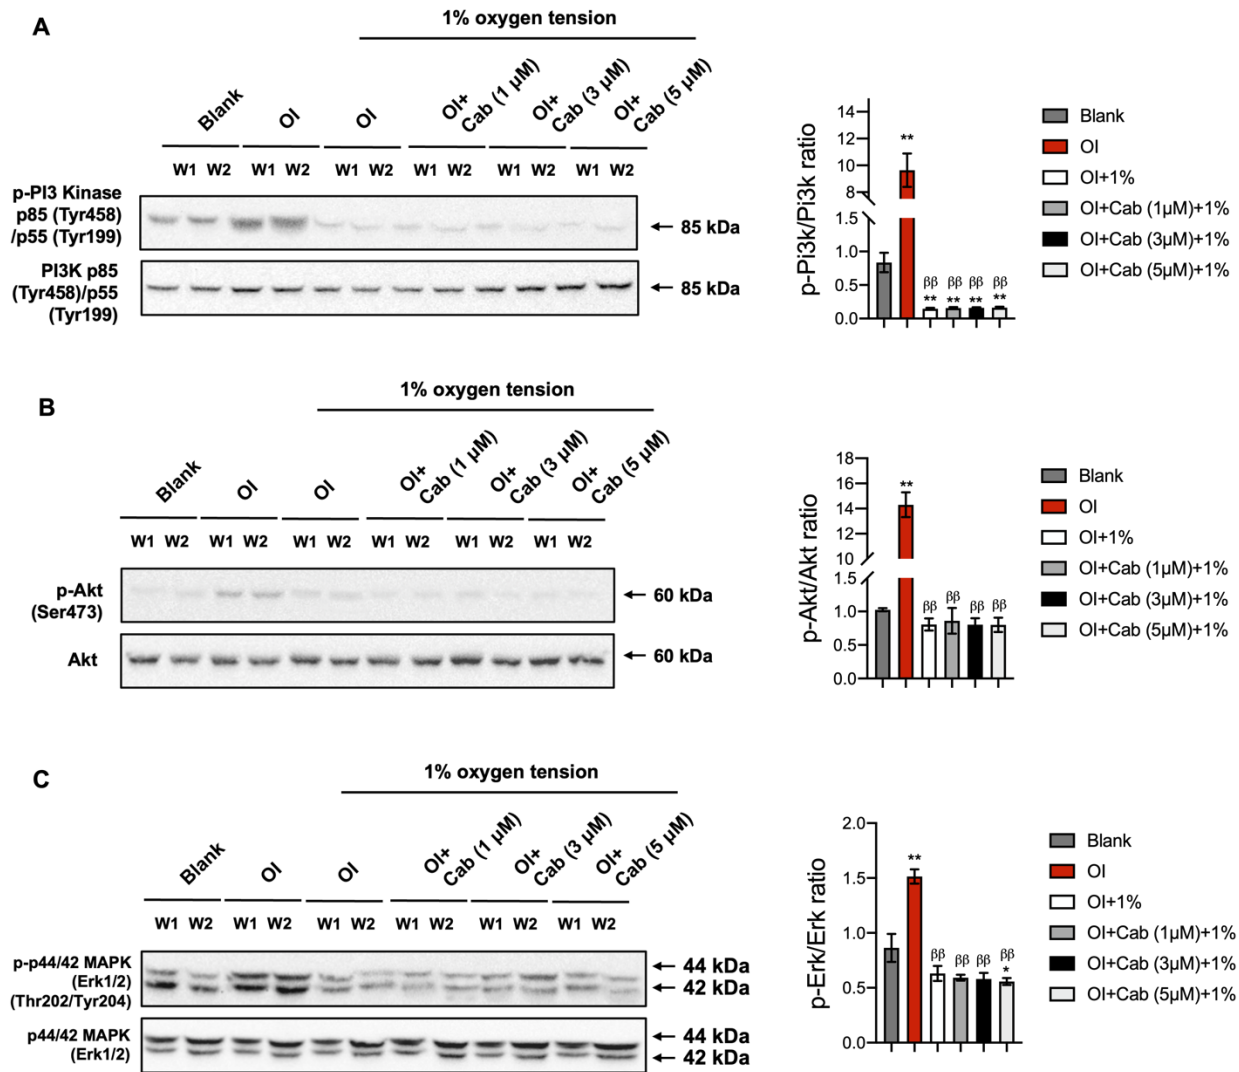 A
1% oxygen tension
Blank
OI
OI
OI+
Cab (1 µM)
OI+
Cab (3 µM)
OI+
Cab (5 µM)
W1 W2 W1 W2 W1 W2 W1 W2 W1 W2 W1 W2
p-PI3 Kinase
p85 (Tyr458)
/p55 (Tyr199)
← 85 kDa
PI3K p85
(Tyr458)/p55
(Tyr199)
← 85 kDa
p-Pi3k/Pi3k ratio
14
12
10
8
1.5
1.0
0.5
0.0
**
ββ ββ ββ ββ
** ** ** **
Blank
OI
OI+1%
OI+Cab (1µM)+1%
OI+Cab (3µM)+1%
OI+Cab (5µM)+1%
B
1% oxygen tension
Blank
OI
OI
OI+
Cab (1 µM)
OI+
Cab (3 µM)
OI+
Cab (5 µM)
W1 W2 W1 W2 W1 W2 W1 W2 W1 W2 W1 W2
p-Akt
(Ser473)
← 60 kDa
Akt
← 60 kDa
p-Akt/Akt ratio
18
16
14
12
10
1.5
1.0
0.5
0.0
**
ββ ββ ββ ββ
Blank
OI
OI+1%
OI+Cab (1µM)+1%
OI+Cab (3µM)+1%
OI+Cab (5µM)+1%
C
1% oxygen tension
Blank
OI
OI
OI+
Cab (1 µM)
OI+
Cab (3 µM)
OI+
Cab (5 µM)
W1 W2 W1 W2 W1 W2 W1 W2 W1 W2 W1 W2
p-p44/42 MAPK
(Erk1/2)
(Thr202/Tyr204)
← 44 kDa
← 42 kDa
p44/42 MAPK
(Erk1/2)
← 44 kDa
← 42 kDa
p-Erk/Erk ratio
2.0
1.5
1.0
0.5
0.0
**
ββ ββ ββ ββ
*
Blank
OI
OI+1%
OI+Cab (1µM)+1%
OI+Cab (3µM)+1%
OI+Cab (5µM)+1%